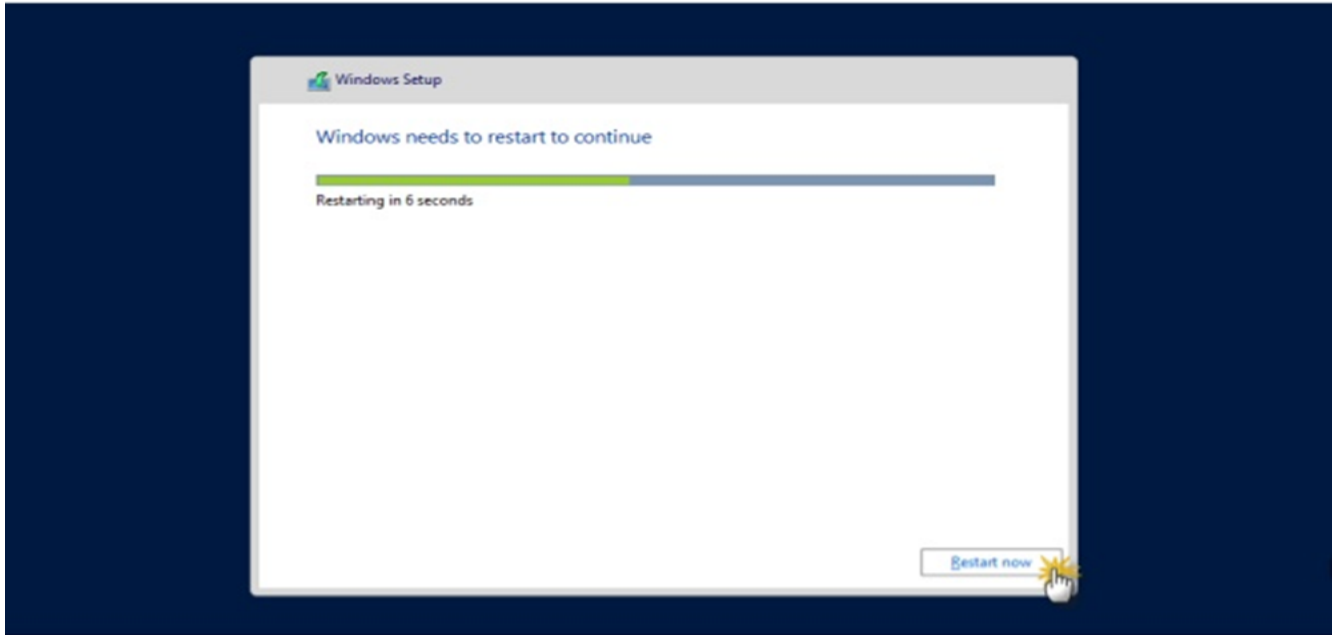 Windows Setup
Windows needs to restart to continue
Restarting in 6 seconds
Restart now